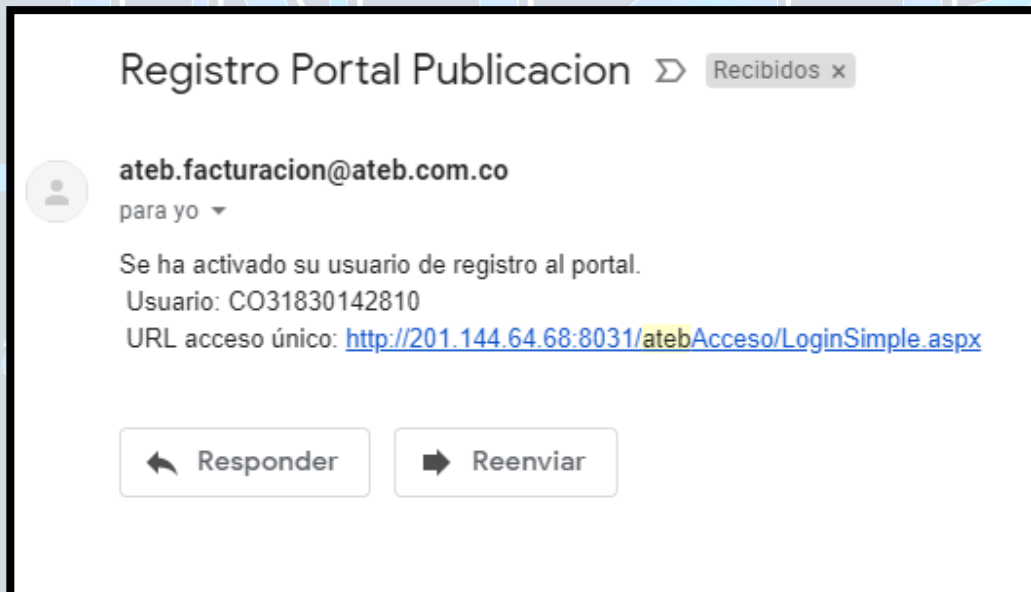 Registro Portal Publicacion Recibidos x
ateb.facturacion@ateb.com.co
para yo
Se ha activado su usuario de registro al portal.
Usuario: CO31830142810
URL acceso único: http://201.144.64.68:8031/atebAcceso/LoginSimple.aspx
Responder Reenviar